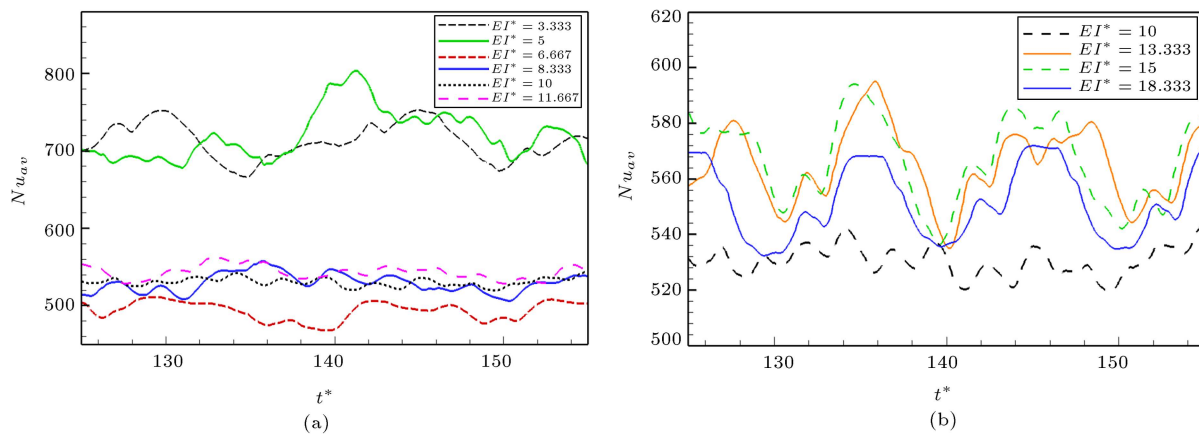 EI* = 3.333
EI* = 5
EI* = 6.667
EI* = 8.333
EI* = 10
EI* = 11.667
800
700
600
500
Nu_av
130 140 150
t*
(a)
EI* = 10
EI* = 13.333
EI* = 15
EI* = 18.333
620
600
580
560
540
520
500
Nu_av
130 140 150
t*
(b)